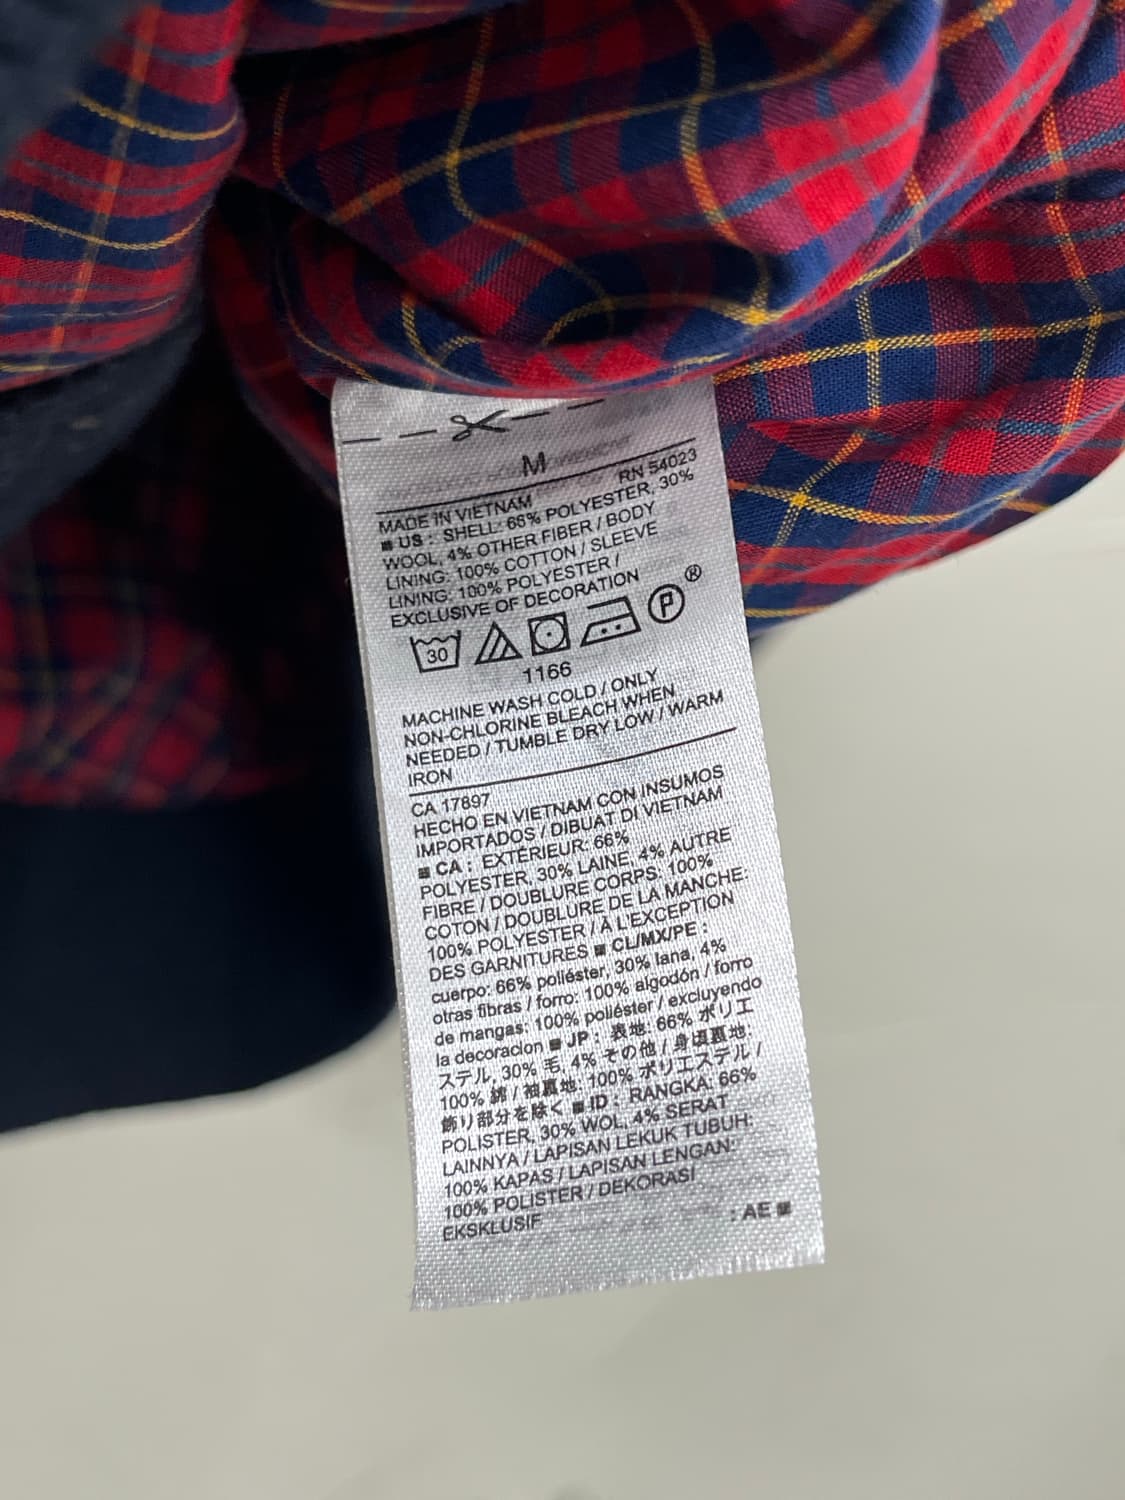 M
RN 54023
MADE IN VIETNAM
■ US : SHELL: 66% POLYESTER, 30%
WOOL, 4% OTHER FIBER / BODY
LINING: 100% COTTON / SLEEVE
LINING: 100% POLYESTER /
EXCLUSIVE OF DECORATION
30 P ®
1166
MACHINE WASH COLD / ONLY
NON-CHLORINE BLEACH WHEN
NEEDED / TUMBLE DRY LOW / WARM
IRON
CA 17897
HECHO EN VIETNAM CON INSUMOS
IMPORTADOS / DIBUAT DI VIETNAM
■ CA : EXTÉRIEUR: 66%
POLYESTER, 30% LAINE, 4% AUTRE
FIBRE / DOUBLURE CORPS: 100%
COTON / DOUBLURE DE LA MANCHE:
100% POLYESTER / À L'EXCEPTION
DES GARNITURES ■ CL/MX/PE :
cuerpo: 66% poliéster, 30% lana, 4%
otras fibras / forro: 100% algodón / forro
de mangas: 100% poliéster / excluyendo
la decoracion ■ JP : 表地: 66% ポリエ
ステル, 30% 毛, 4% その他 / 身頃裏地:
100% 綿 / 袖裏地: 100% ポリエステル /
飾り部分を除く ■ ID : RANGKA: 66%
POLISTER, 30% WOL, 4% SERAT
LAINNYA / LAPISAN LEKUK TUBUH:
100% KAPAS / LAPISAN LENGAN:
100% POLISTER / DEKORASI
EKSKLUSIF
: AE ■